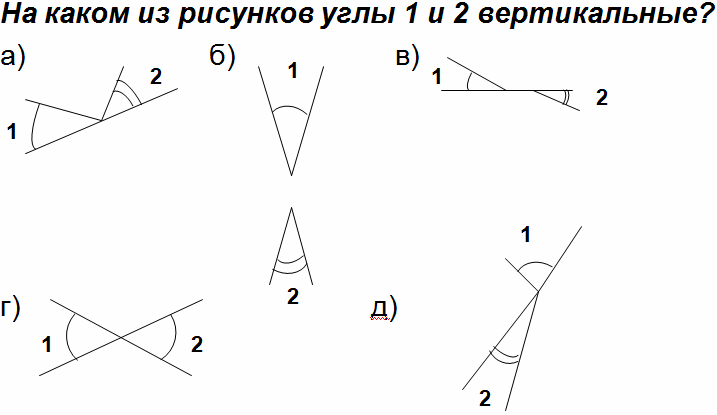 На каком из рисунков углы 1 и 2 вертикальные?
а) 1 2
б) 1 2
в) 1 2
г) 1 2
д) 1 2